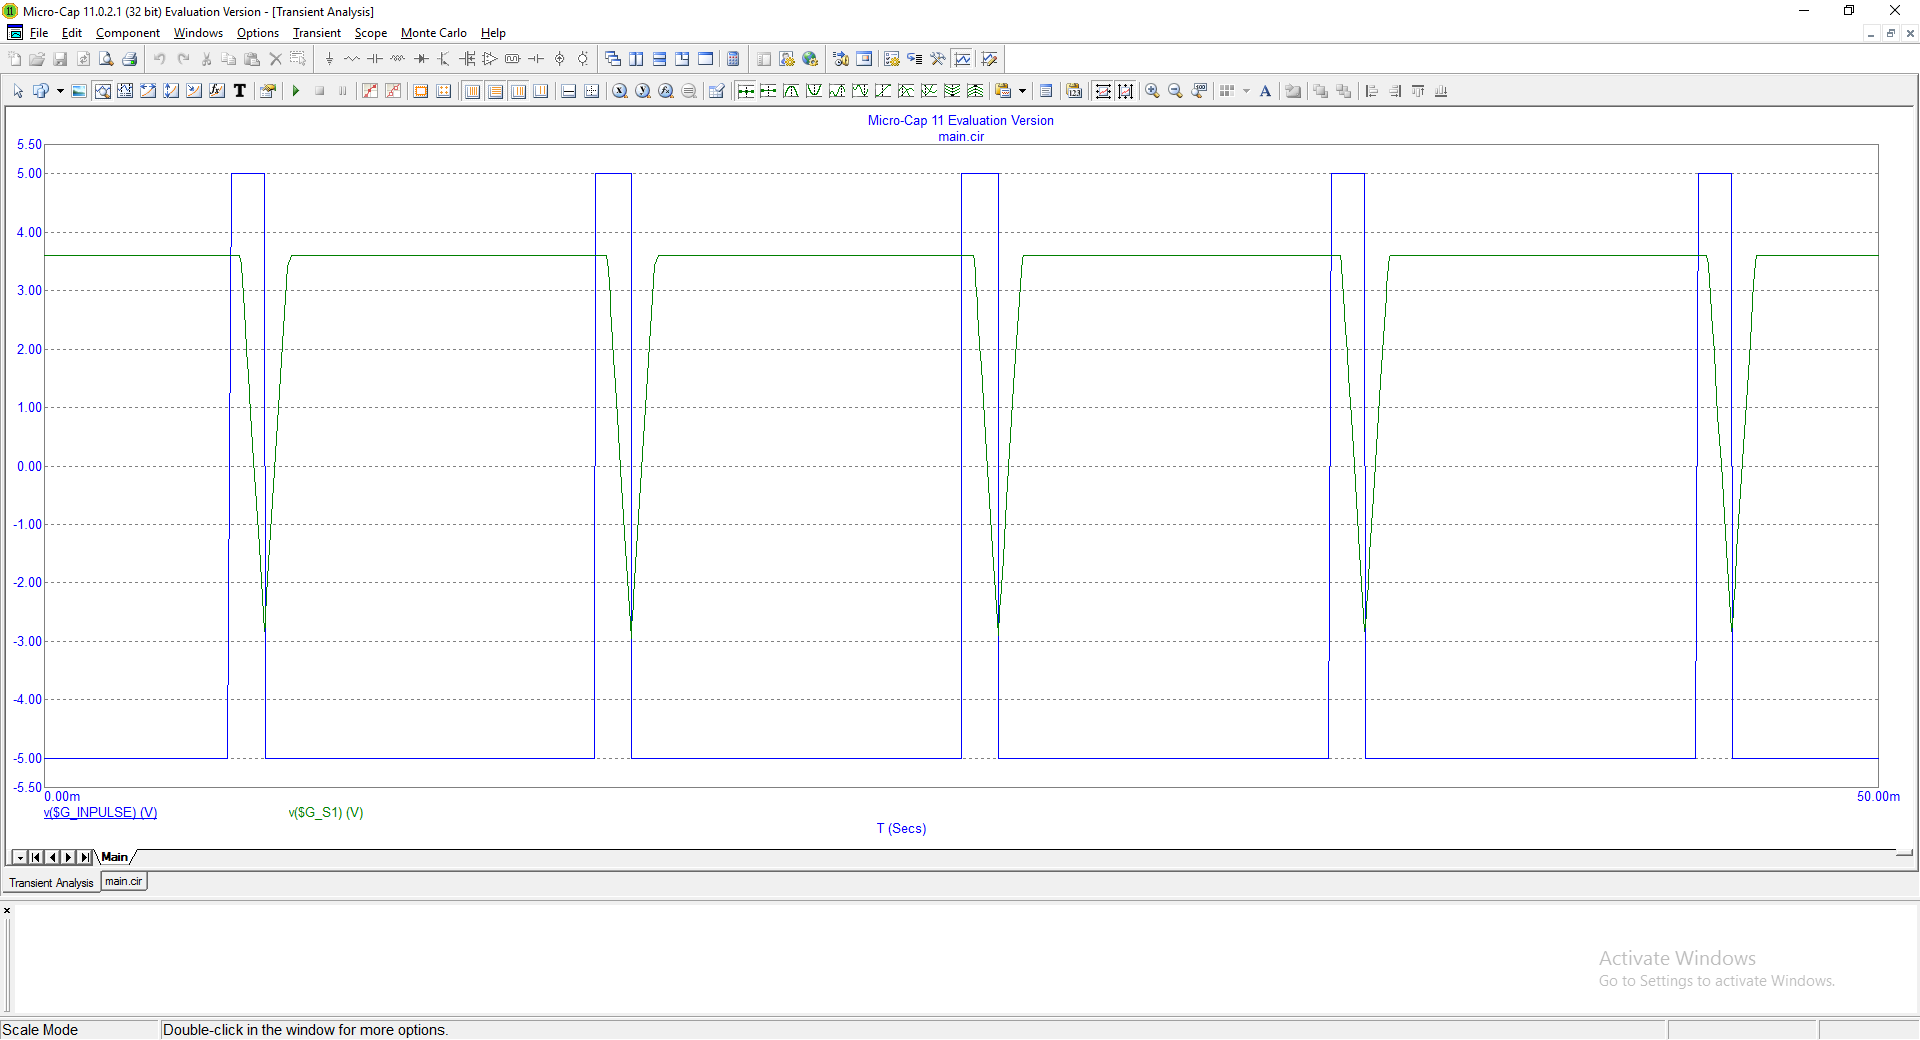 Micro-Cap 11.0.2.1 (32 bit) Evaluation Version - [Transient Analysis]
File Edit Component Windows Options Transient Scope Monte Carlo Help
Micro-Cap 11 Evaluation Version
main.cir
5.50
5.00
4.00
3.00
2.00
1.00
0.00
-1.00
-2.00
-3.00
-4.00
-5.00
-5.50
0.00m 50.00m
v($G_INPULSE) (V) v($G_S1) (V)
T (Secs)
Main
Transient Analysis main.cir
Activate Windows
Go to Settings to activate Windows.
Scale Mode Double-click in the window for more options.